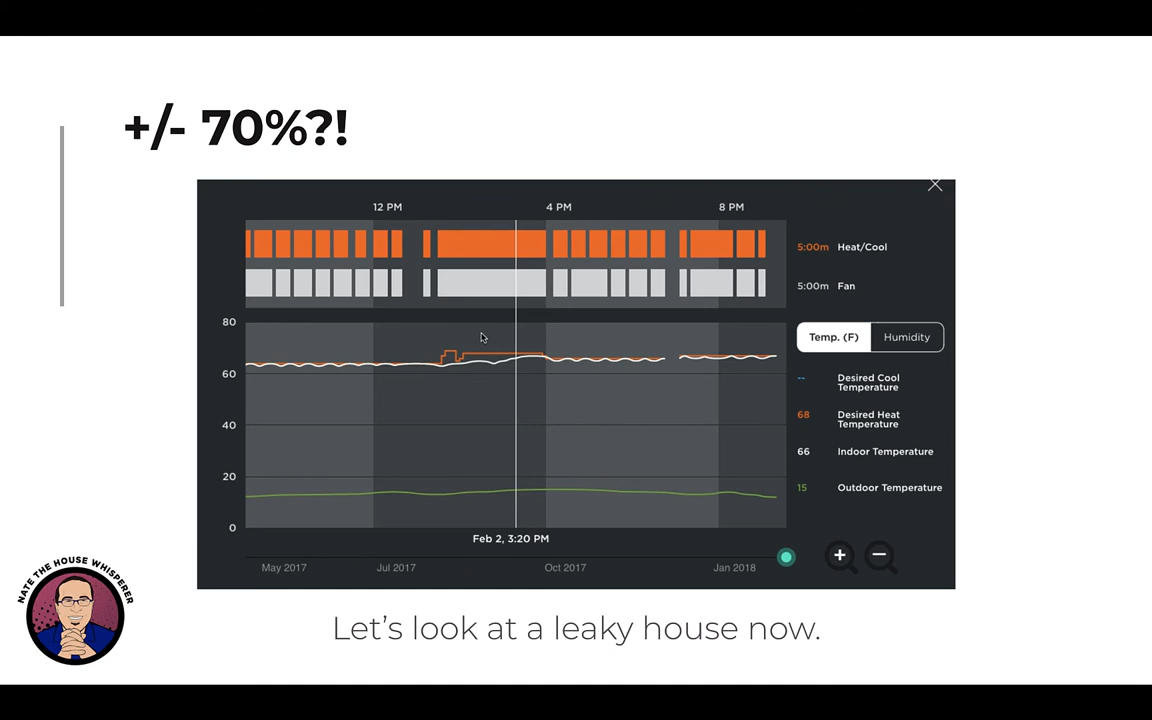 +/- 70%?!
12 PM
4 PM
8 PM
5:00m Heat/Cool
5:00m Fan
80
60
40
20
0
Temp. (F)
Humidity
--
Desired Cool
Temperature
68
Desired Heat
Temperature
66
Indoor Temperature
15
Outdoor Temperature
Feb 2, 3:20 PM
May 2017
Jul 2017
Oct 2017
Jan 2018
NATE THE HOUSE WHISPERER
Let's look at a leaky house now.